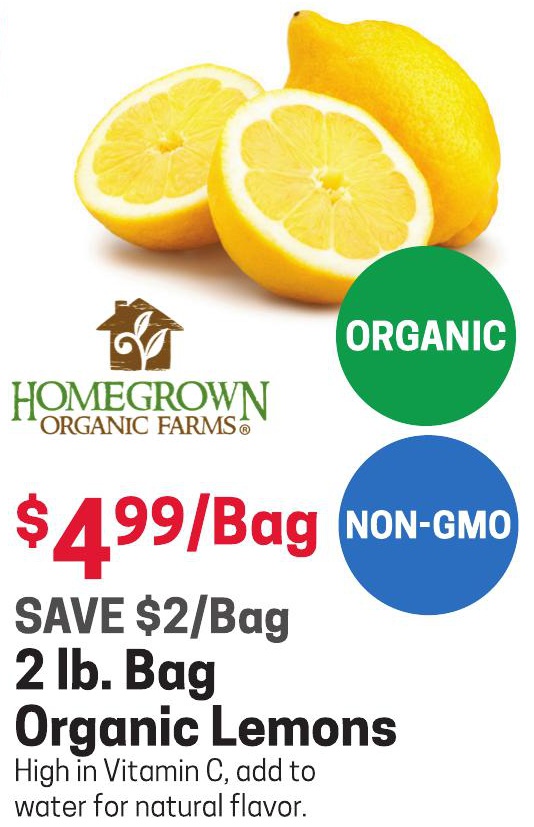 ORGANIC
HOMEGROWN
ORGANIC FARMS®
NON-GMO
$4.99/Bag
SAVE $2/Bag
2 lb. Bag
Organic Lemons
High in Vitamin C, add to
water for natural flavor.